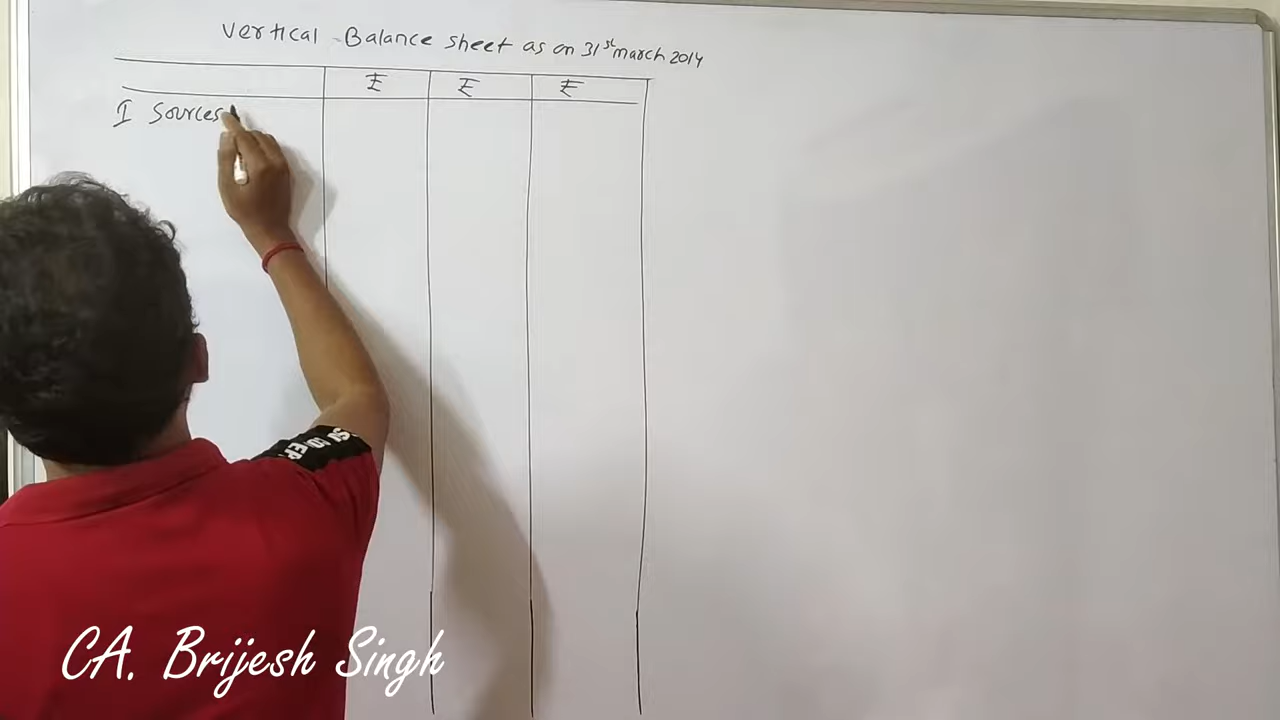 Vertical Balance sheet as on 31st march 2014
₹ ₹ ₹
I Sources
CA. Brijesh Singh